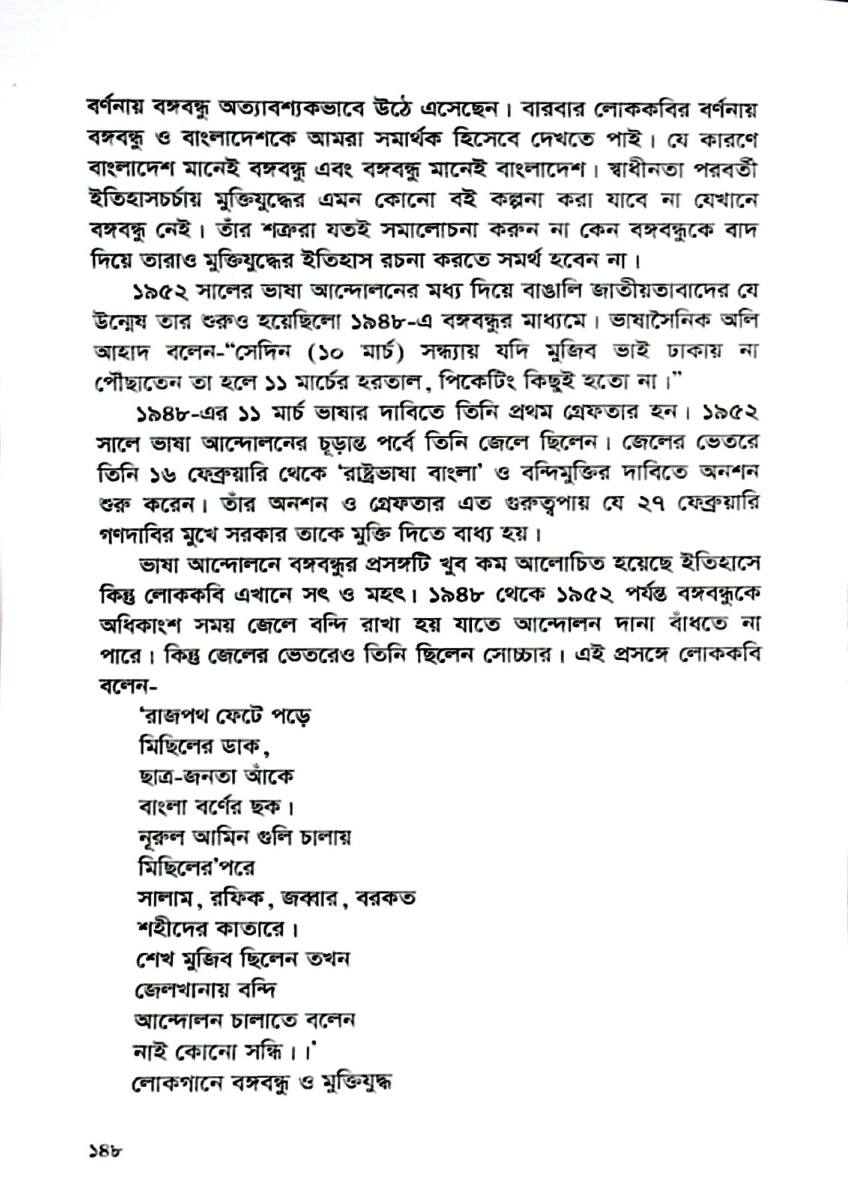 বর্ণনায় বঙ্গবন্ধু অত্যাবশ্যকভাবে উঠে এসেছেন। বারবার লোককবির বর্ণনায়
বঙ্গবন্ধু ও বাংলাদেশকে আমরা সমার্থক হিসেবে দেখতে পাই। যে কারণে
বাংলাদেশ মানেই বঙ্গবন্ধু এবং বঙ্গবন্ধু মানেই বাংলাদেশ। স্বাধীনতা পরবর্তী
ইতিহাসচর্চায় মুক্তিযুদ্ধের এমন কোনো বই কল্পনা করা যাবে না যেখানে
বঙ্গবন্ধু নেই। তাঁর শত্রুরা যতই সমালোচনা করুন না কেন বঙ্গবন্ধুকে বাদ
দিয়ে তারাও মুক্তিযুদ্ধের ইতিহাস রচনা করতে সমর্থ হবেন না।
১৯৫২ সালের ভাষা আন্দোলনের মধ্য দিয়ে বাঙালি জাতীয়তাবাদের যে
উন্মেষ তার শুরুও হয়েছিলো ১৯৪৮-এ বঙ্গবন্ধুর মাধ্যমে। ভাষাসৈনিক অলি
আহাদ বলেন-“সেদিন (১০ মার্চ) সন্ধ্যায় যদি মুজিব ভাই ঢাকায় না
পৌঁছাতেন তা হলে ১১ মার্চের হরতাল, পিকেটিং কিছুই হতো না।”
১৯৪৮-এর ১১ মার্চ ভাষার দাবিতে তিনি প্রথম গ্রেফতার হন। ১৯৫২
সালে ভাষা আন্দোলনের চূড়ান্ত পর্বে তিনি জেলে ছিলেন। জেলের ভেতরে
তিনি ১৬ ফেব্রুয়ারি থেকে ‘রাষ্ট্রভাষা বাংলা’ ও বন্দিমুক্তির দাবিতে অনশন
শুরু করেন। তাঁর অনশন ও গ্রেফতার এত গুরুত্বপায় যে ২৭ ফেব্রুয়ারি
গণদাবির মুখে সরকার তাকে মুক্তি দিতে বাধ্য হয়।
ভাষা আন্দোলনে বঙ্গবন্ধুর প্রসঙ্গটি খুব কম আলোচিত হয়েছে ইতিহাসে
কিন্তু লোককবি এখানে সৎ ও মহৎ। ১৯৪৮ থেকে ১৯৫২ পর্যন্ত বঙ্গবন্ধুকে
অধিকাংশ সময় জেলে বন্দি রাখা হয় যাতে আন্দোলন দানা বাঁধতে না
পারে। কিন্তু জেলের ভেতরেও তিনি ছিলেন সোচ্চার। এই প্রসঙ্গে লোককবি
বলেন-
‘রাজপথ ফেটে পড়ে
মিছিলের ডাক,
ছাত্র-জনতা আঁকে
বাংলা বর্ণের ছক।
নূরুল আমিন গুলি চালায়
মিছিলের’পরে
সালাম, রফিক, জব্বার, বরকত
শহীদের কাতারে।
শেখ মুজিব ছিলেন তখন
জেলখানায় বন্দি
আন্দোলন চালাতে বলেন
নাই কোনো সন্ধি।।’
লোকগানে বঙ্গবন্ধু ও মুক্তিযুদ্ধ
১৪৮